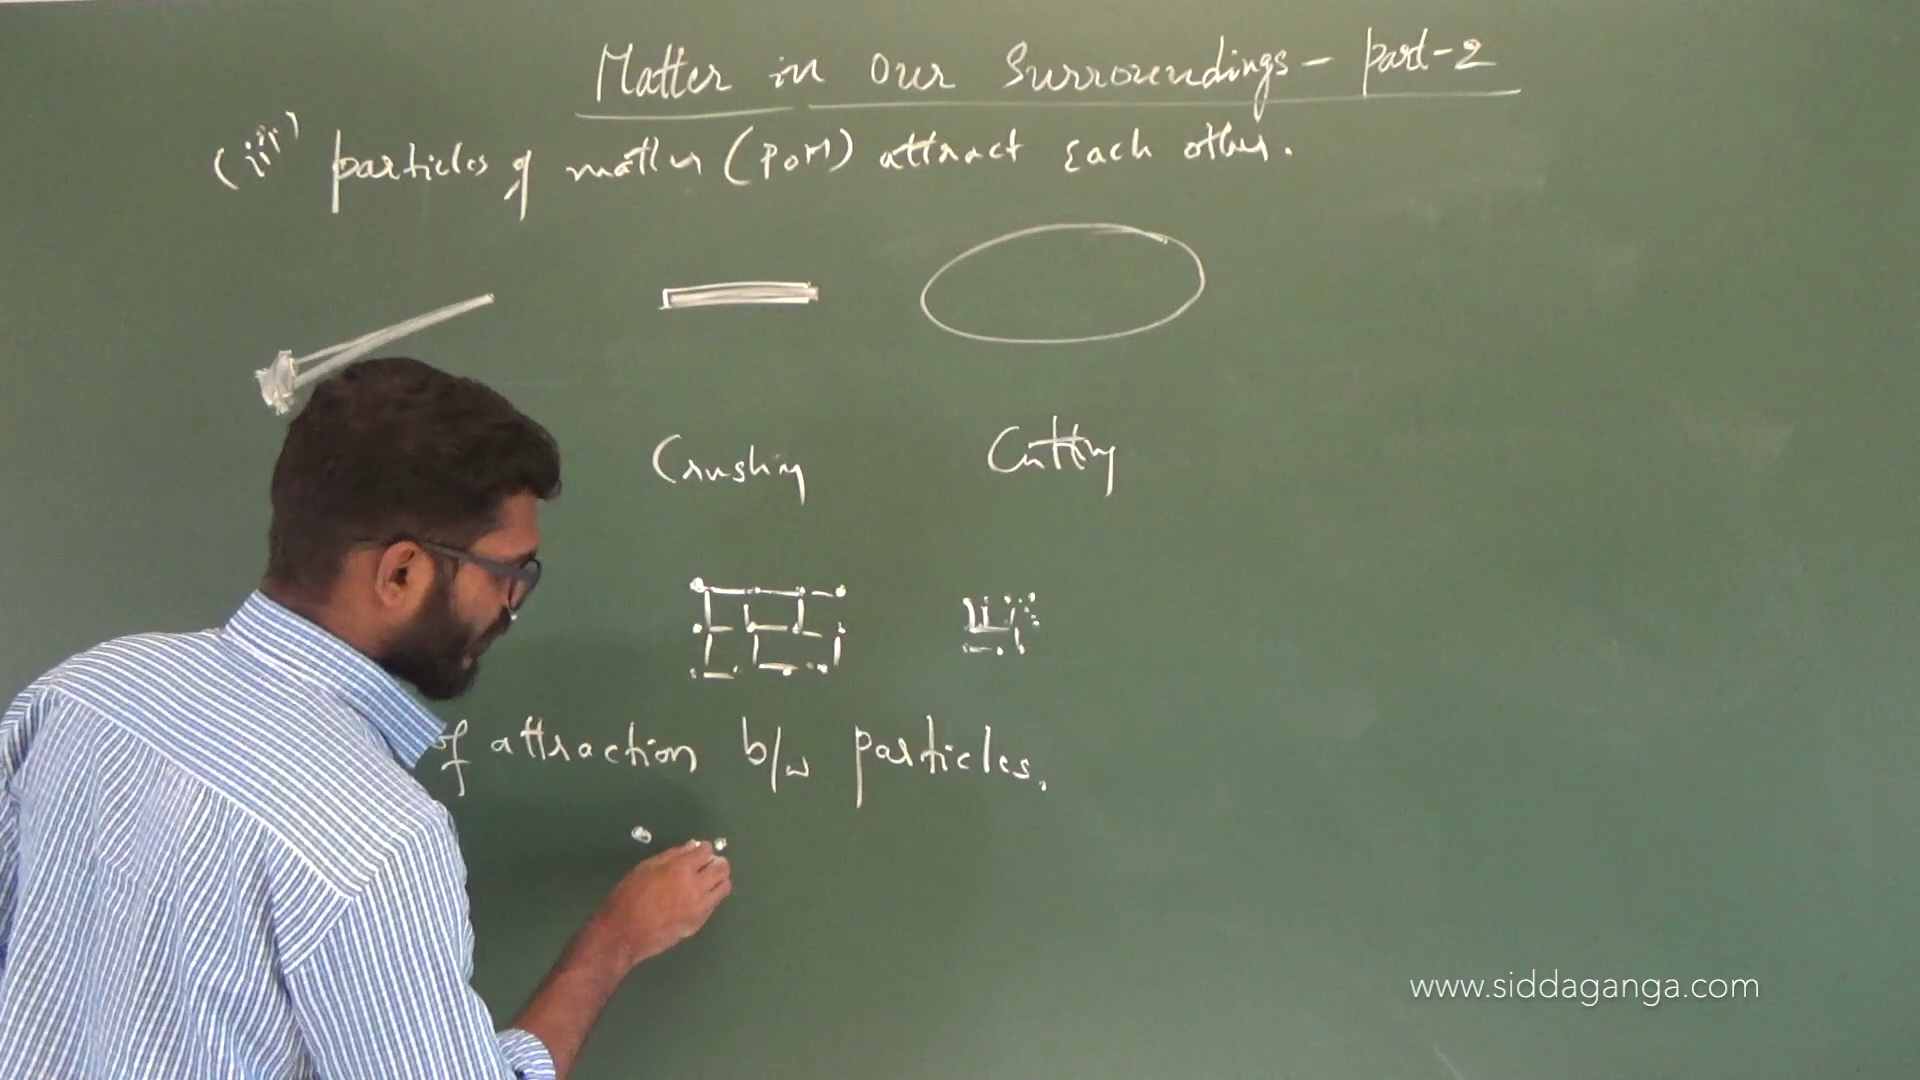 Matter in Our Surroundings - Part-2
(iii) particles of matter (POM) attract Each other.
Crushing Cutting
of attraction b/w particles.
www.siddaganga.com